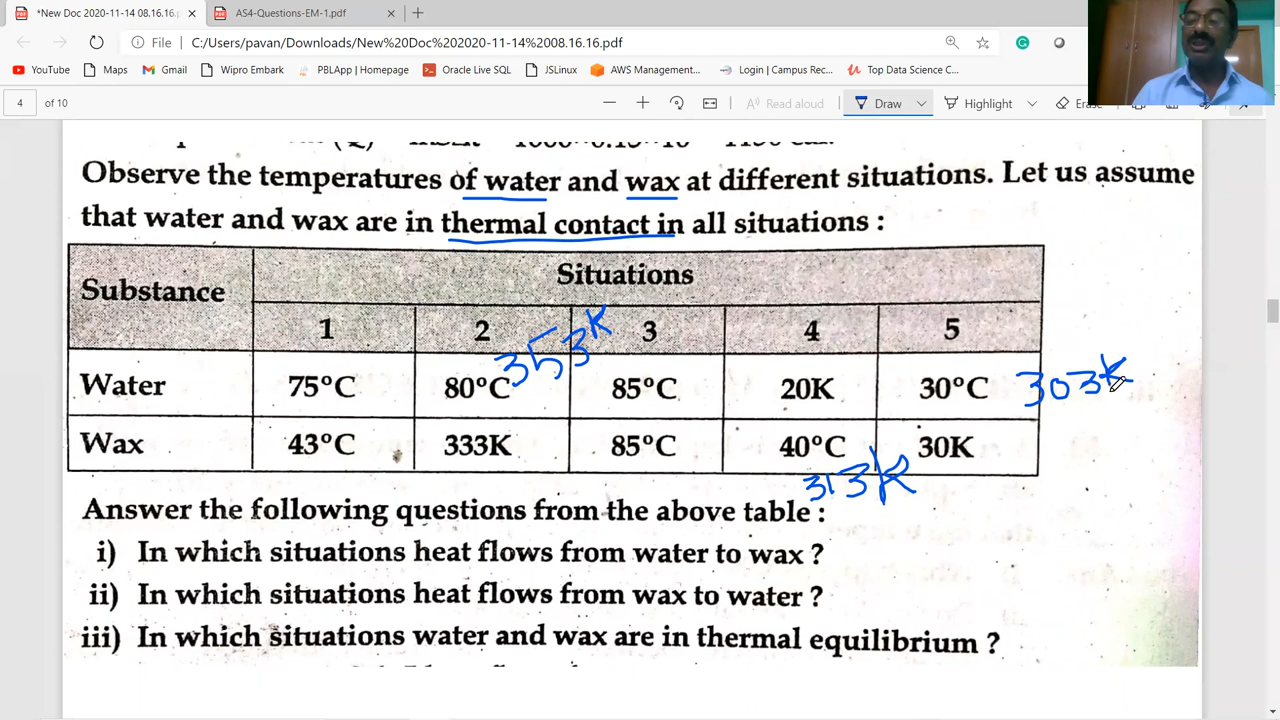 *New Doc 2020-11-14 08.16.16.p
AS4-Questions-EM-1.pdf
File
C:/Users/pavan/Downloads/New%20Doc%202020-11-14%2008.16.16.pdf
YouTube Maps Gmail Wipro Embark PBLApp | Homepage Oracle Live SQL JSLinux AWS Management... Login | Campus Rec... Top Data Science C...
4 of 10 Read aloud Draw Highlight Erase
Observe the temperatures of water and wax at different situations. Let us assume
that water and wax are in thermal contact in all situations :
Substance Situations
1 2 3 4 5
353K
Water 75°C 80°C 85°C 20K 30°C 303K
Wax 43°C 333K 85°C 40°C 30K
313K
Answer the following questions from the above table :
i) In which situations heat flows from water to wax ?
ii) In which situations heat flows from wax to water ?
iii) In which situations water and wax are in thermal equilibrium ?